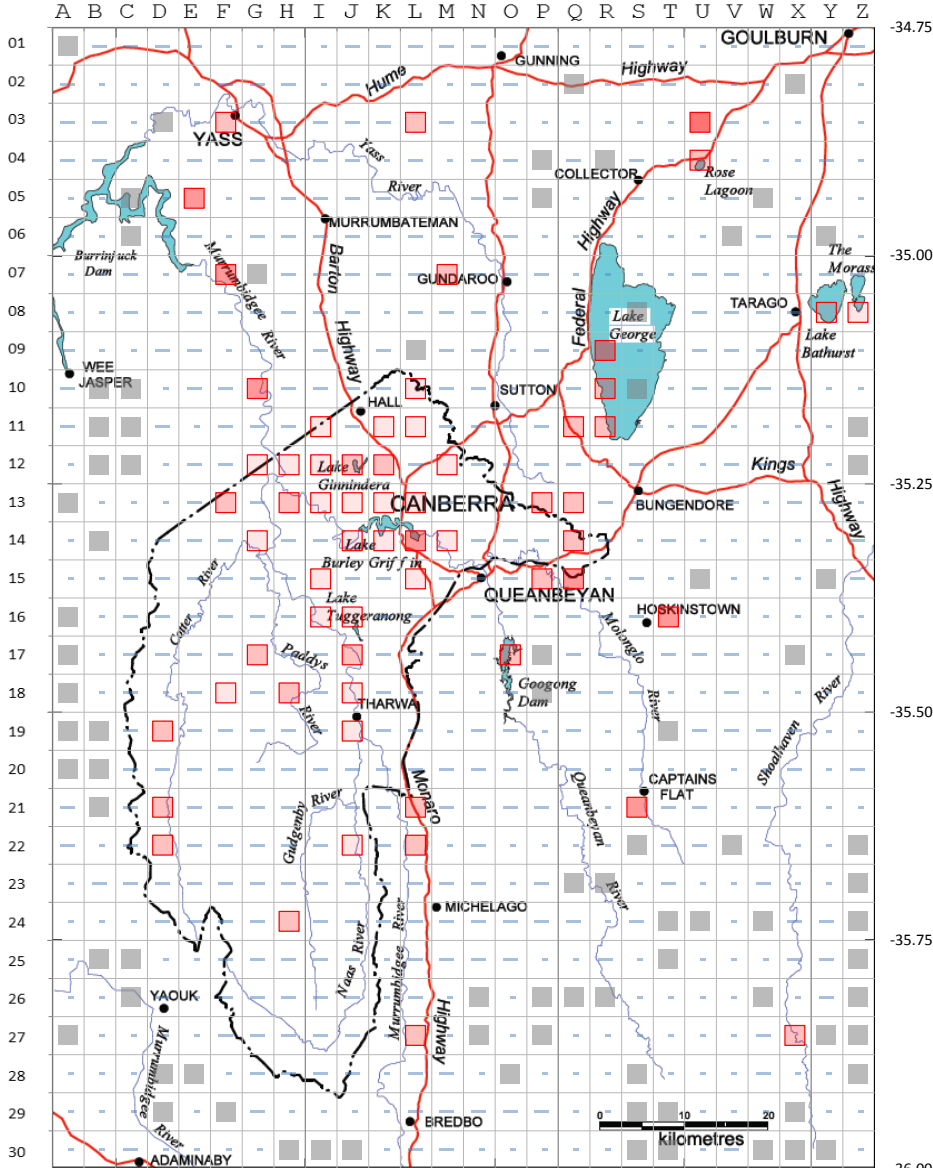 A B C D E F G H I J K L M N O P Q R S T U V W X Y Z
-34.75
GOULBURN
01
GUNNING
Hume
Highway
02
03
YASS
Yass
04
COLLECTOR
Rose
Lagoon
River
05
MURRUMBATEMAN
Highway
06
Burrinjuck
Dam
Murrumbidgee
River
Barton
Highway
-35.00
The
Morass
07
GUNDAROO
Federal
TARAGO
08
Lake
George
Lake
Bathurst
09
WEE
JASPER
10
SUTTON
HALL
11
12
Lake
Ginnindera
Kings
Highway
-35.25
13
CANBERRA
BUNGENDORE
14
Lake
Burley Griffin
15
QUEANBEYAN
Cotter
River
Lake
Tuggeranong
HOSKINSTOWN
16
Molonglo
River
17
Paddys
River
Googong
Dam
18
THARWA
River
-35.50
19
Shoalhaven
20
CAPTAINS
FLAT
Monaro
Queanbeyan
River
21
Gudgenby
River
22
23
24
MICHELAGO
-35.75
25
Naas
River
Murrumbidgee
River
26
YAOUK
27
Highway
Murrumbidgee
River
28
29
BREDBO
0 10 20
kilometres
30
ADAMINABY
-36.00